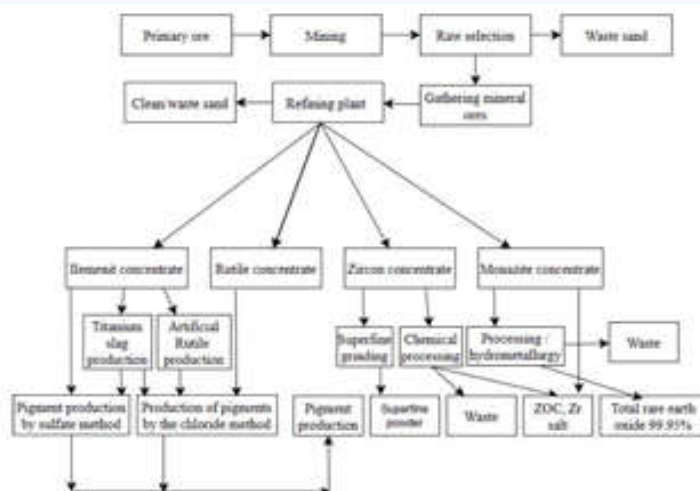 Primary ore
Mining
Raw selection
Waste sand
Clean waste sand
Refining plant
Gathering mineral
ores
Ilemenit concentrate
Rutile concentrate
Zircon concentrate
Monazite concentrate
Titanium
slag
production
Artificial
Rutile
production
Superfine
grinding
Chemical
processing
Processing /
hydrometallurgy
Waste
Pigment production
by sulfate method
Production of pigments
by the chloride method
Pigment
production
Superfine
powder
Waste
ZOC, Zr
salt
Total rare earth
oxide 99.95%